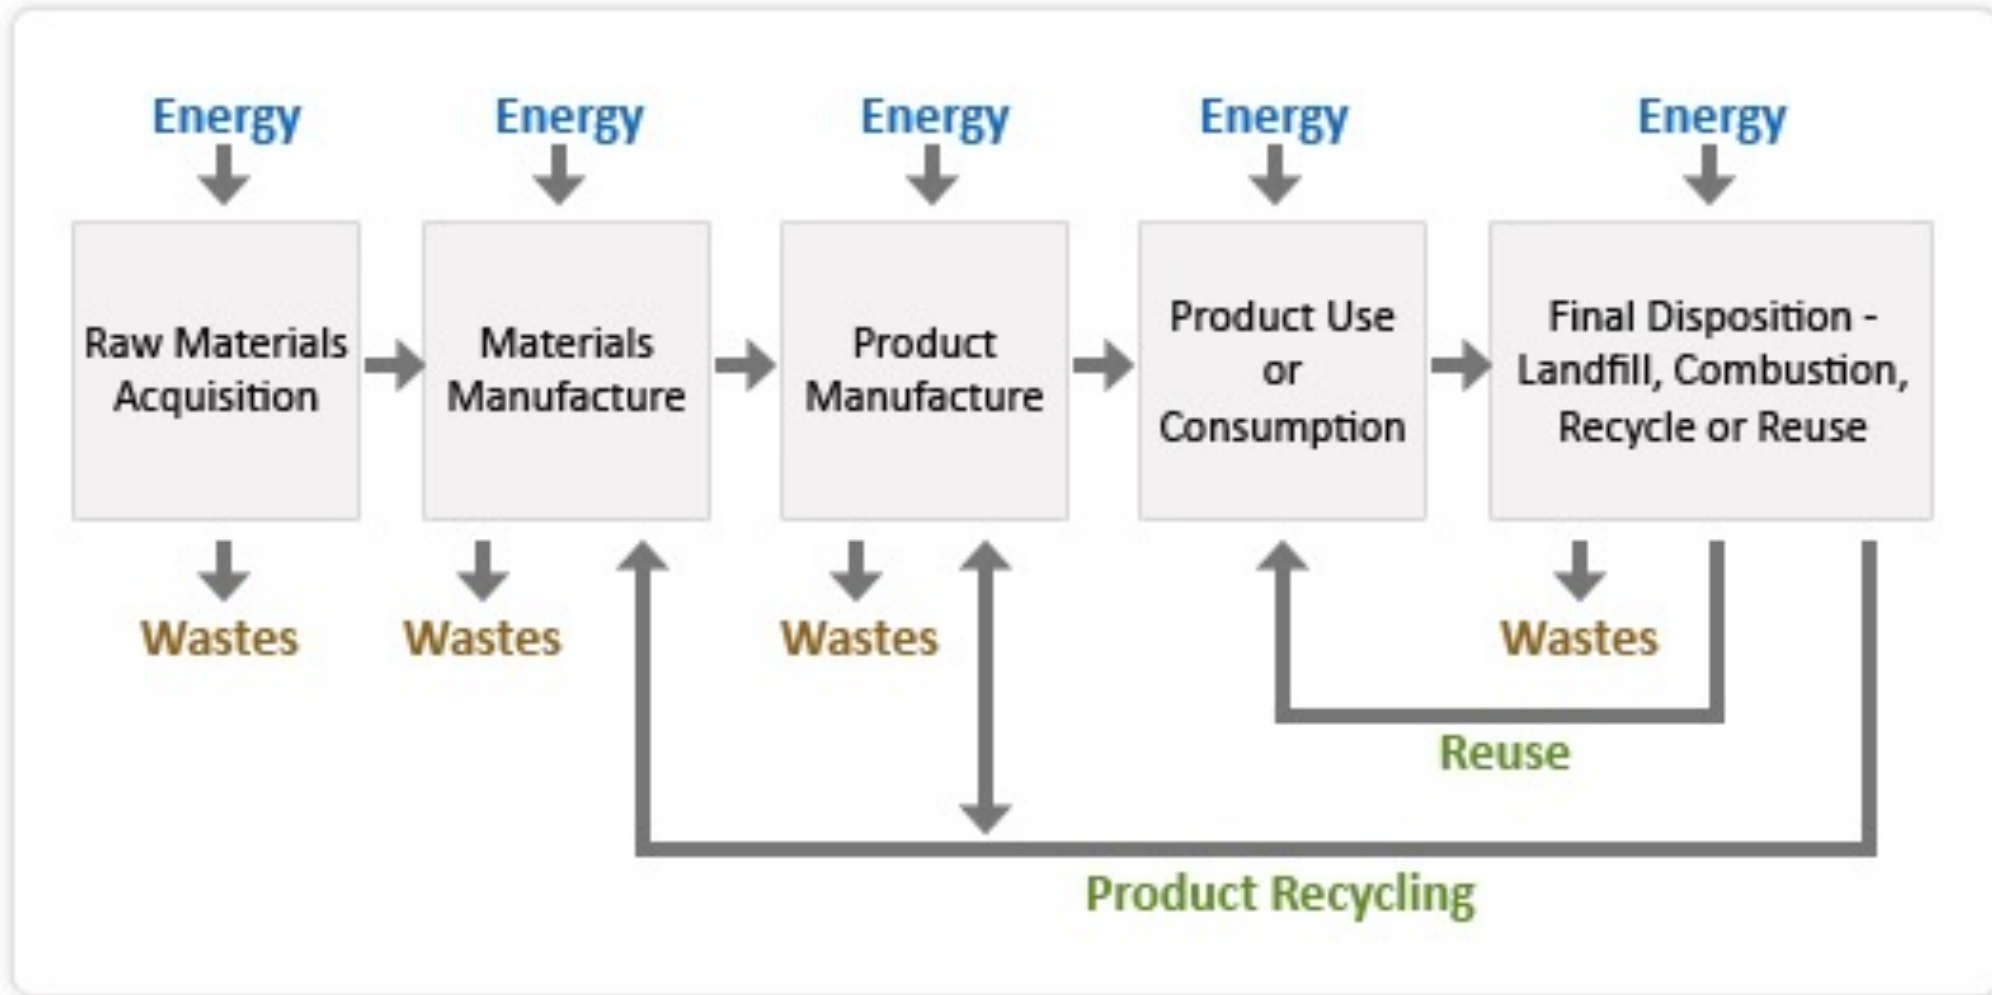 Energy
Energy
Energy
Energy
Energy
Raw Materials
Acquisition
Materials
Manufacture
Product
Manufacture
Product Use
or
Consumption
Final Disposition -
Landfill, Combustion,
Recycle or Reuse
Wastes
Wastes
Wastes
Wastes
Reuse
Product Recycling